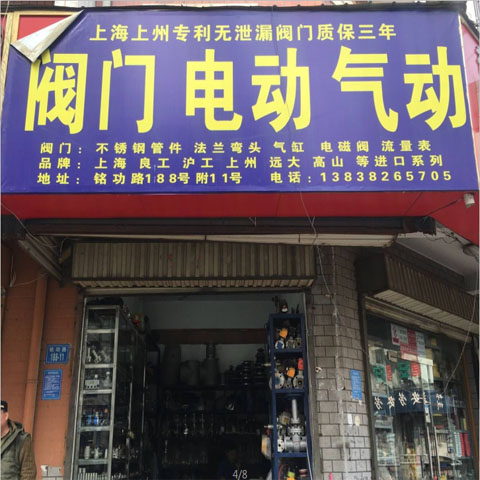 上海上州专利无泄漏阀门质保三年
阀门 电动 气动
阀门：不锈钢管件 法兰弯头 气缸 电磁阀 流量表
品牌：上海 良工 沪工 上州 远大 高山 等进口系列
地址：铭功路188号附11号 电话：13838265705
188-11
4/8